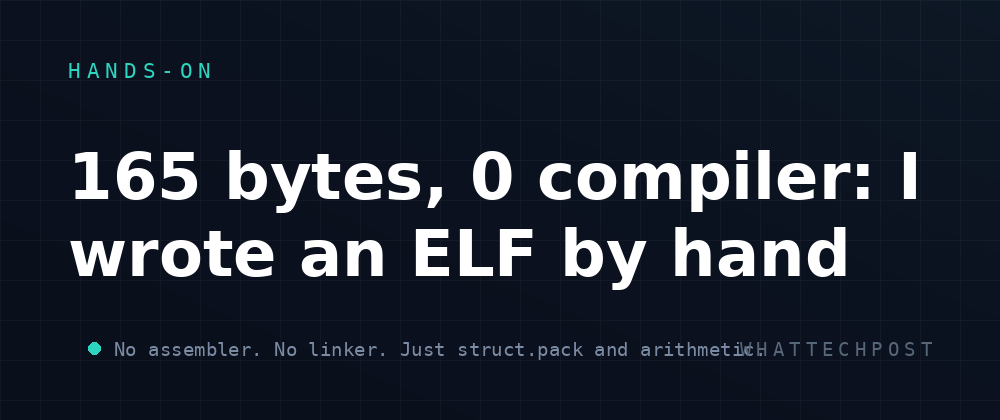 HANDS-ON
165 bytes, 0 compiler: I
wrote an ELF by hand
No assembler. No linker. Just struct.pack and arithmetic.
WHATTECHPOST